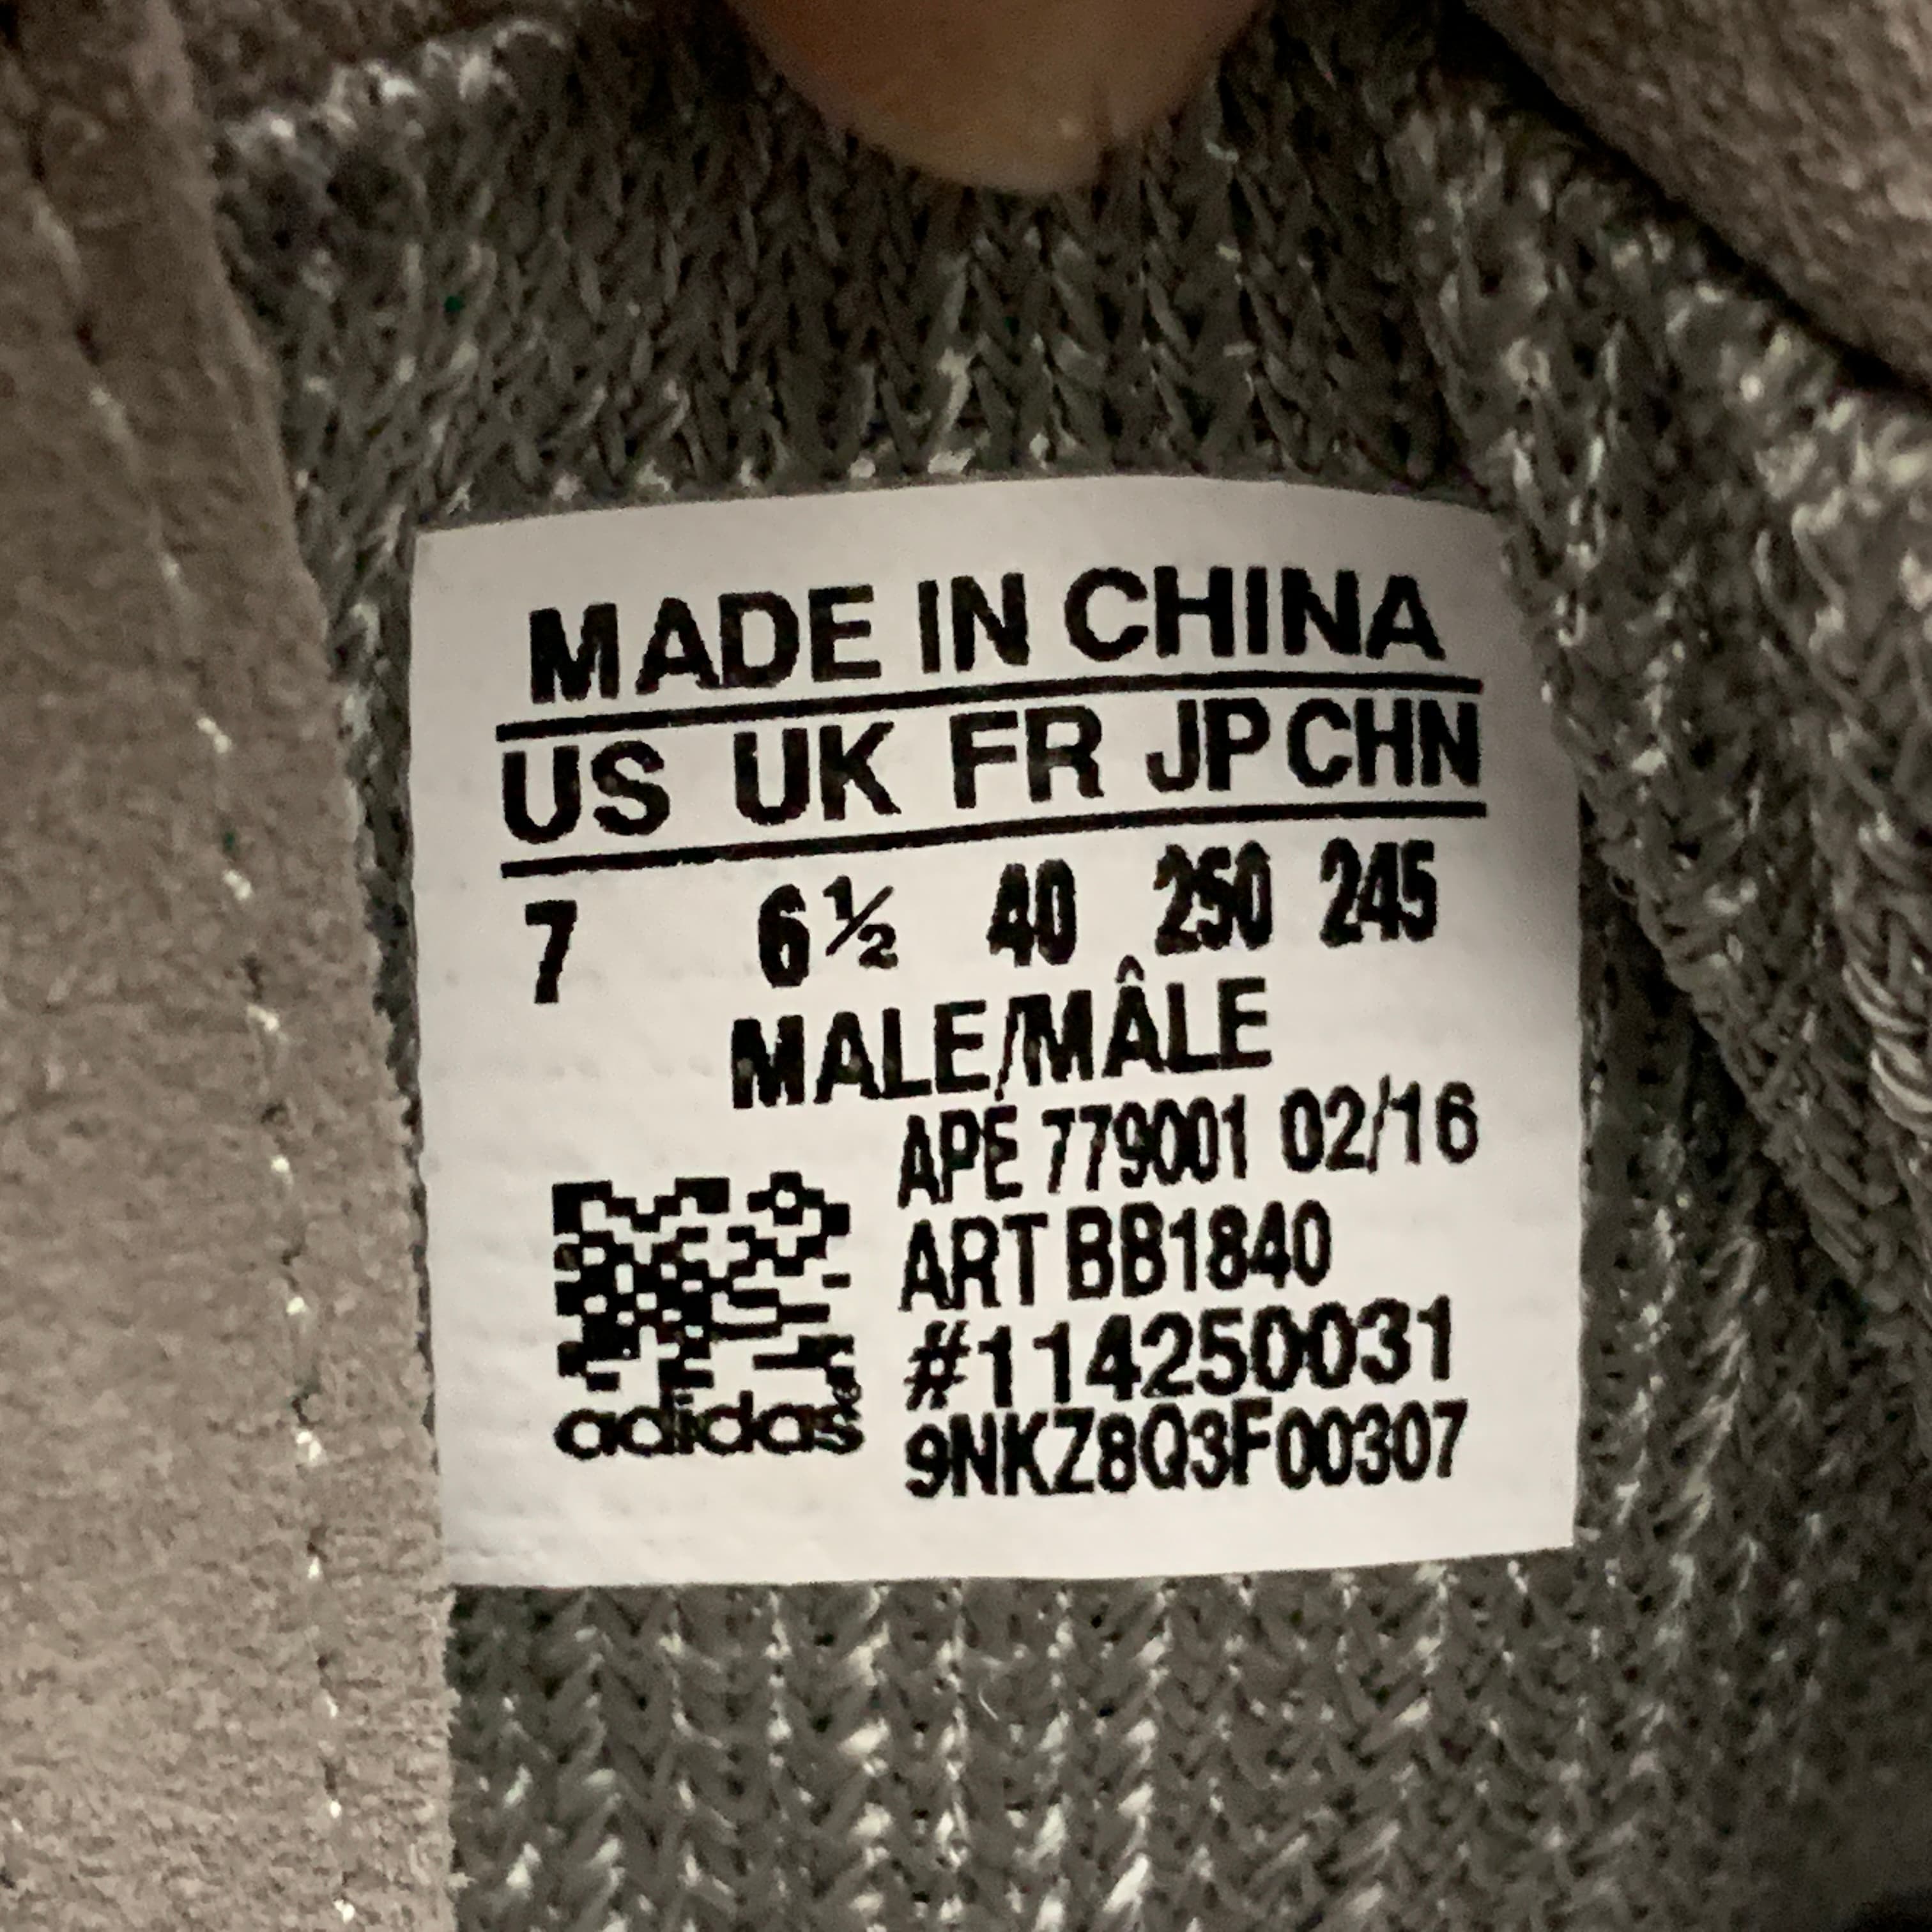 MADE IN CHINA
US UK FR JP CHN
7 6½ 40 250 245
MALE/MÂLE
APE 779001 02/16
ART BB1840
#114250031
9NKZ8Q3F00307
adidas